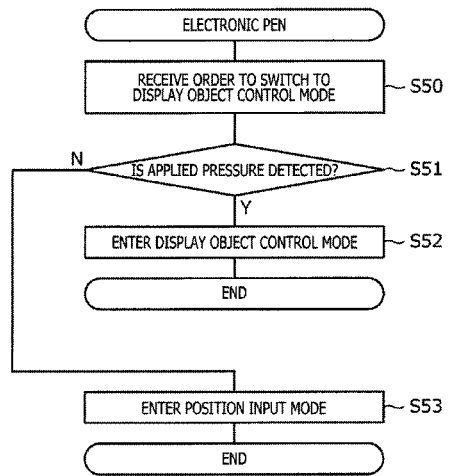 ELECTRONIC PEN
RECEIVE ORDER TO SWITCH TO
DISPLAY OBJECT CONTROL MODE
S50
N
IS APPLIED PRESSURE DETECTED?
S51
Y
ENTER DISPLAY OBJECT CONTROL MODE
S52
END
ENTER POSITION INPUT MODE
S53
END